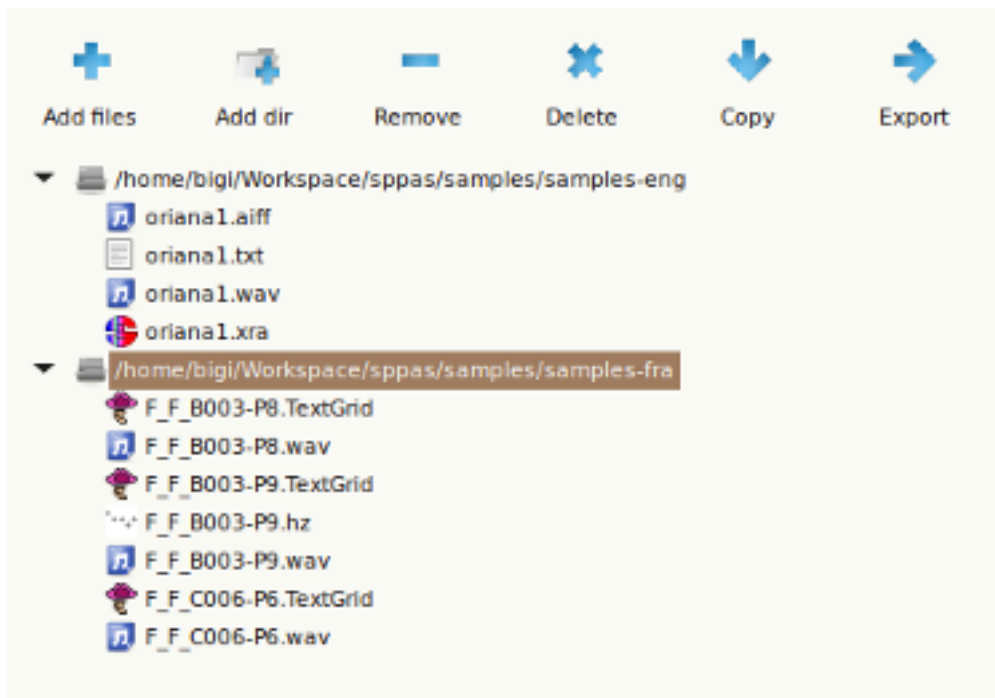 Add files Add dir Remove Delete Copy Export
/home/bigi/Workspace/sppas/samples/samples-eng
oriana1.aiff
oriana1.txt
oriana1.wav
oriana1.xra
/home/bigi/Workspace/sppas/samples/samples-fra
F_F_B003-P8.TextGrid
F_F_B003-P8.wav
F_F_B003-P9.TextGrid
F_F_B003-P9.hz
F_F_B003-P9.wav
F_F_C006-P6.TextGrid
F_F_C006-P6.wav